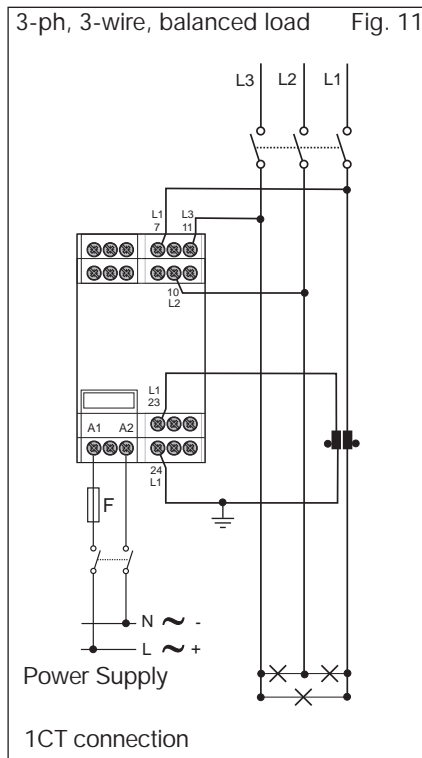 3-ph, 3-wire, balanced load Fig. 11
L3 L2 L1
L1 L3
7 11
10
L2
L1
23
A1 A2
24
L1
F
N ~ -
L ~ +
Power Supply
1CT connection